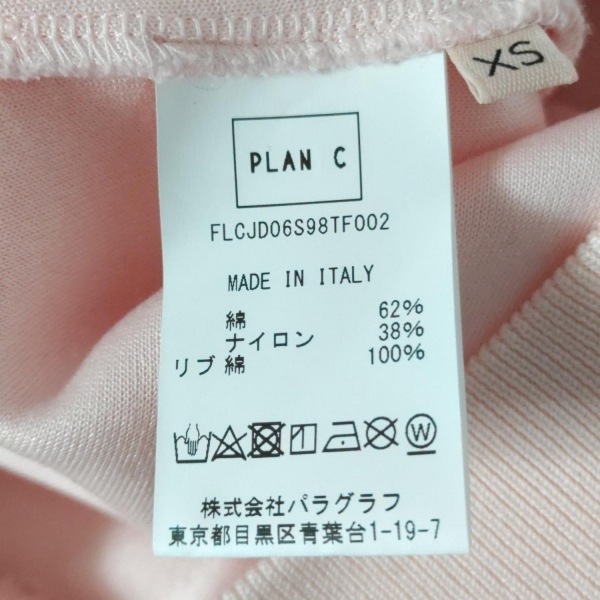 XS
PLAN C
FLCJD06S98TF002
MADE IN ITALY
綿 62%
ナイロン 38%
リブ 綿 100%
W
株式会社パラグラフ
東京都目黒区青葉台1-19-7